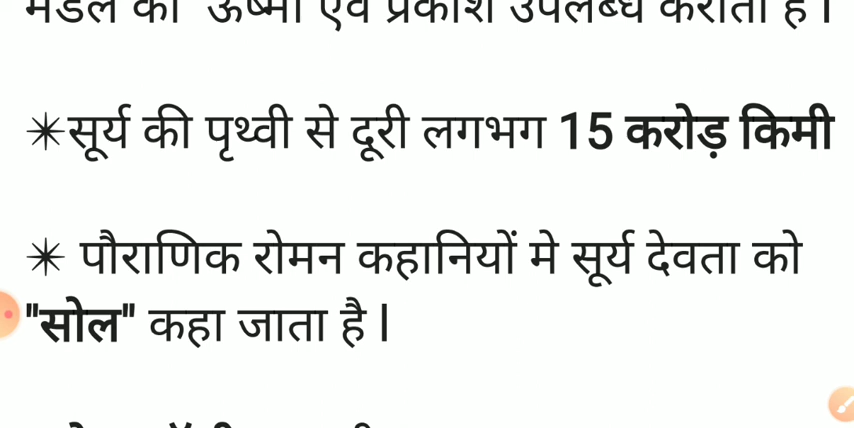 मंडल को ऊष्मा एवं प्रकाश उपलब्ध कराता है।
✳सूर्य की पृथ्वी से दूरी लगभग 15 करोड़ किमी
✳ पौराणिक रोमन कहानियों मे सूर्य देवता को
"सोल" कहा जाता है।